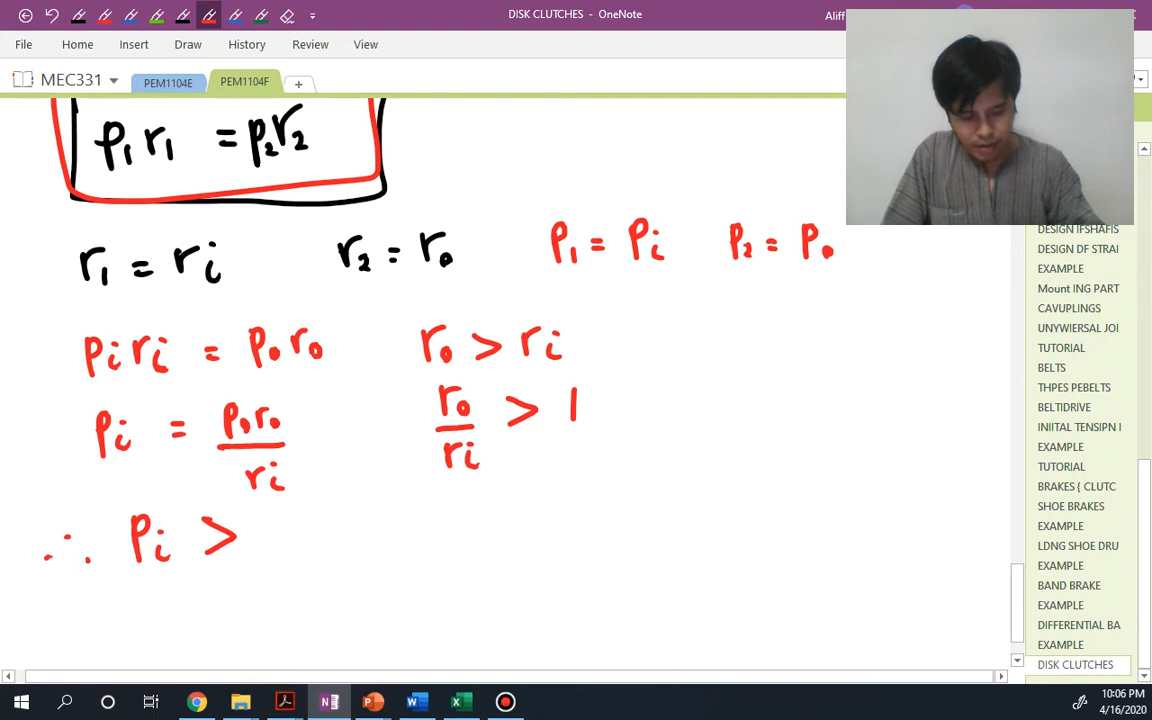 DISK CLUTCHES - OneNote
Aliff
File Home Insert Draw History Review View
MEC331 PEM1104E PEM1104F
p₁ r₁ = p₂ r₂
r₁ = ri r₂ = ro p₁ = pi p₂ = po
pi ri = po ro ro > ri
pi = po ro / ri ro / ri > 1
∴ pi >
DESIGN IFSHAFIS
DESIGN DF STRAI
EXAMPLE
Mount ING PART
CAVUPLINGS
UNYWIERSAL JOI
TUTORIAL
BELTS
THPES PEBELTS
BELTIDRIVE
INIITAL TENSIPN I
EXAMPLE
TUTORIAL
BRAKES { CLUTC
SHOE BRAKES
EXAMPLE
LDNG SHOE DRU
EXAMPLE
BAND BRAKE
EXAMPLE
DIFFERENTIAL BA
EXAMPLE
DISK CLUTCHES
10:06 PM
4/16/2020